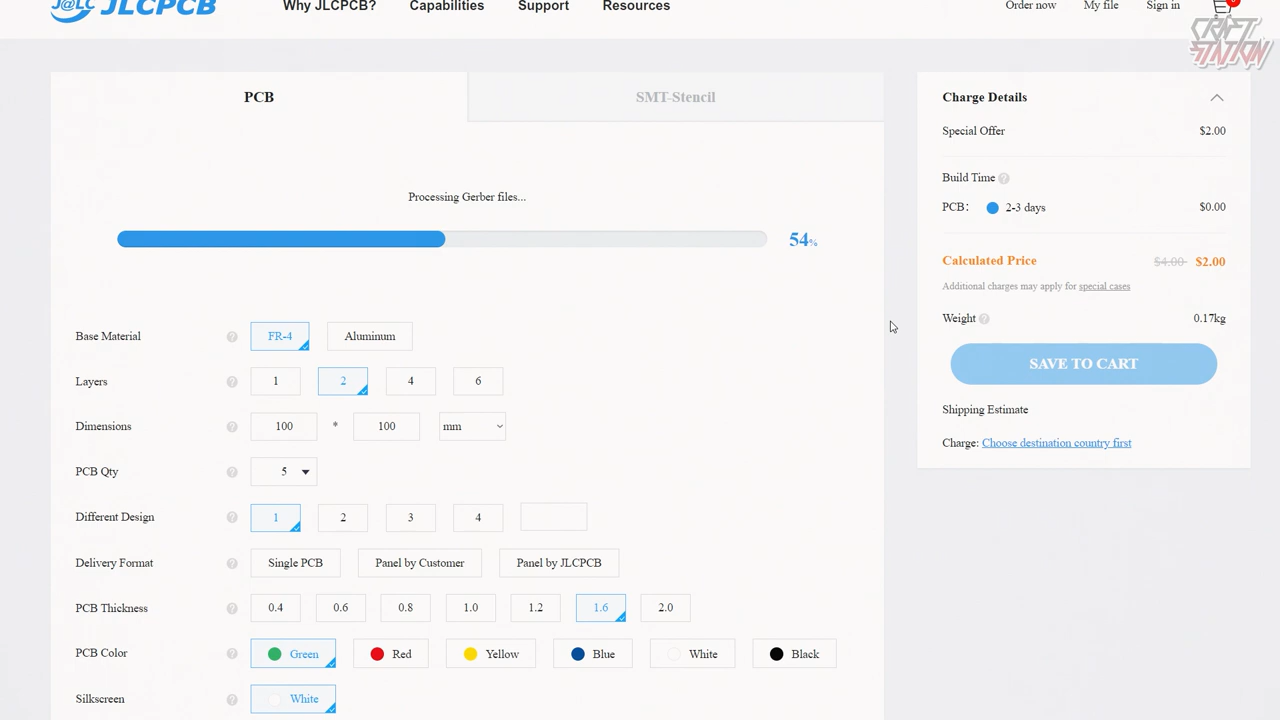 J@LC JLCPCB Why JLCPCB? Capabilities Support Resources Order now My file Sign in
CRAFT
STATION
PCB SMT-Stencil
Processing Gerber files...
54%
Base Material ? FR-4 Aluminum
Layers ? 1 2 4 6
Dimensions ? 100 * 100 mm
PCB Qty ? 5
Different Design ? 1 2 3 4
Delivery Format ? Single PCB Panel by Customer Panel by JLCPCB
PCB Thickness ? 0.4 0.6 0.8 1.0 1.2 1.6 2.0
PCB Color ? Green Red Yellow Blue White Black
Silkscreen ? White
Charge Details
Special Offer $2.00
Build Time ?
PCB: 2-3 days $0.00
Calculated Price $4.00 $2.00
Additional charges may apply for special cases
Weight ? 0.17kg
SAVE TO CART
Shipping Estimate
Charge: Choose destination country first